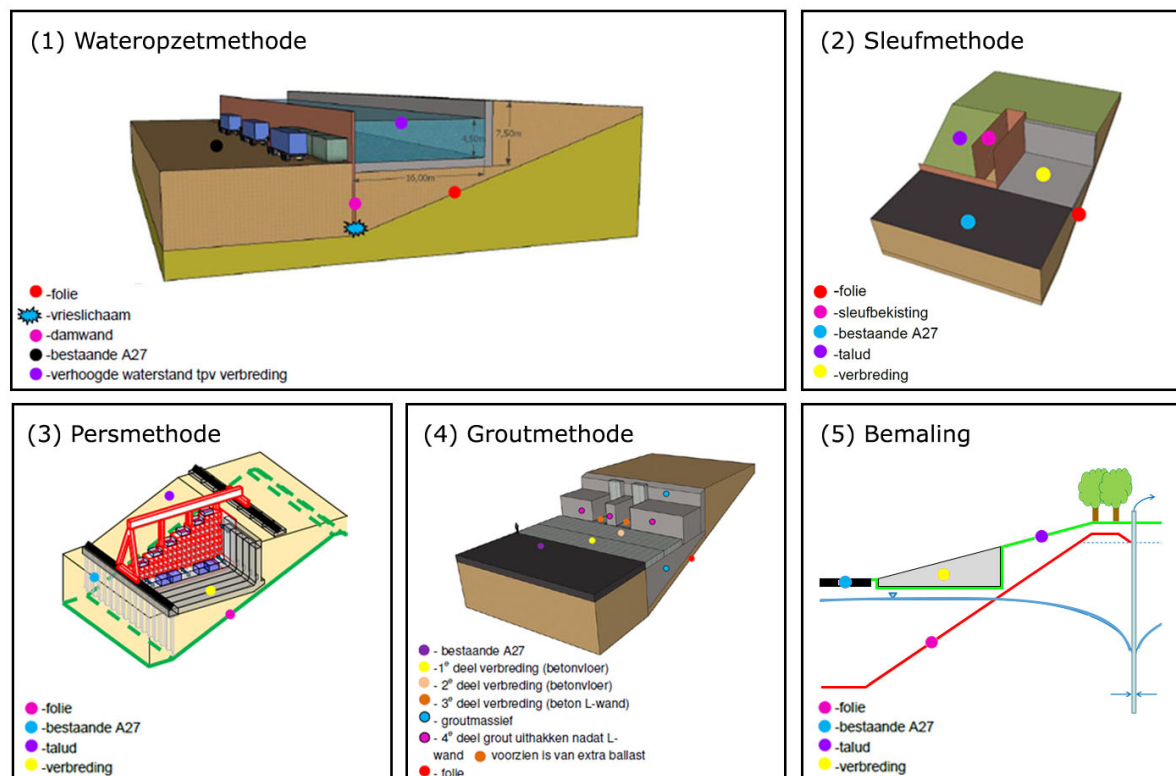 (1) Wateropzetmethode
4,50m
7,50m
16,00m
-folie
-vrieslichaam
-damwand
-bestaande A27
-verhoogde waterstand tpv verbreding
(2) Sleufmethode
-folie
-sleufbekisting
-bestaande A27
-talud
-verbreding
(3) Persmethode
-folie
-bestaande A27
-talud
-verbreding
(4) Groutmethode
- bestaande A27
-1e deel verbreding (betonvloer)
- 2e deel verbreding (betonvloer)
- 3e deel verbreding (beton L-wand)
- groutmassief
- 4e deel grout uithakken nadat L-
wand voorzien is van extra ballast
- folie
(5) Bemaling
-folie
-bestaande A27
-talud
-verbreding